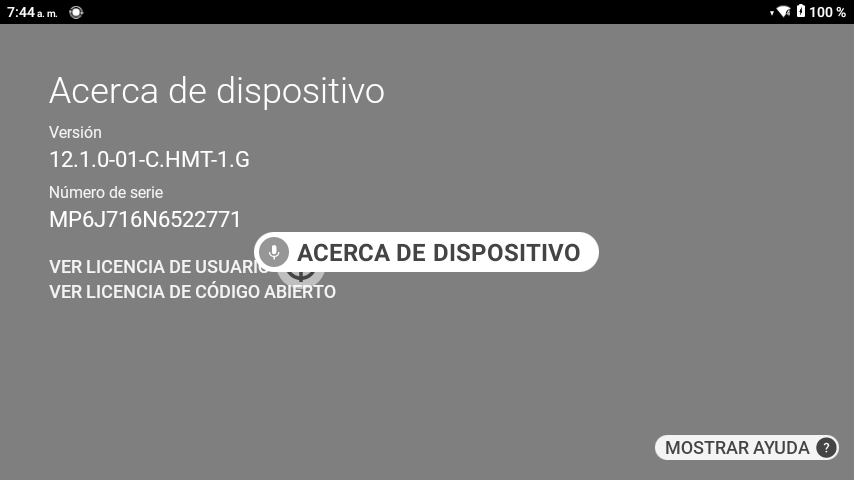 7:44 a. m.
100 %
Acerca de dispositivo
Versión
12.1.0-01-C.HMT-1.G
Número de serie
MP6J716N6522771
ACERCA DE DISPOSITIVO
VER LICENCIA DE USUARIO
VER LICENCIA DE CÓDIGO ABIERTO
MOSTRAR AYUDA ?